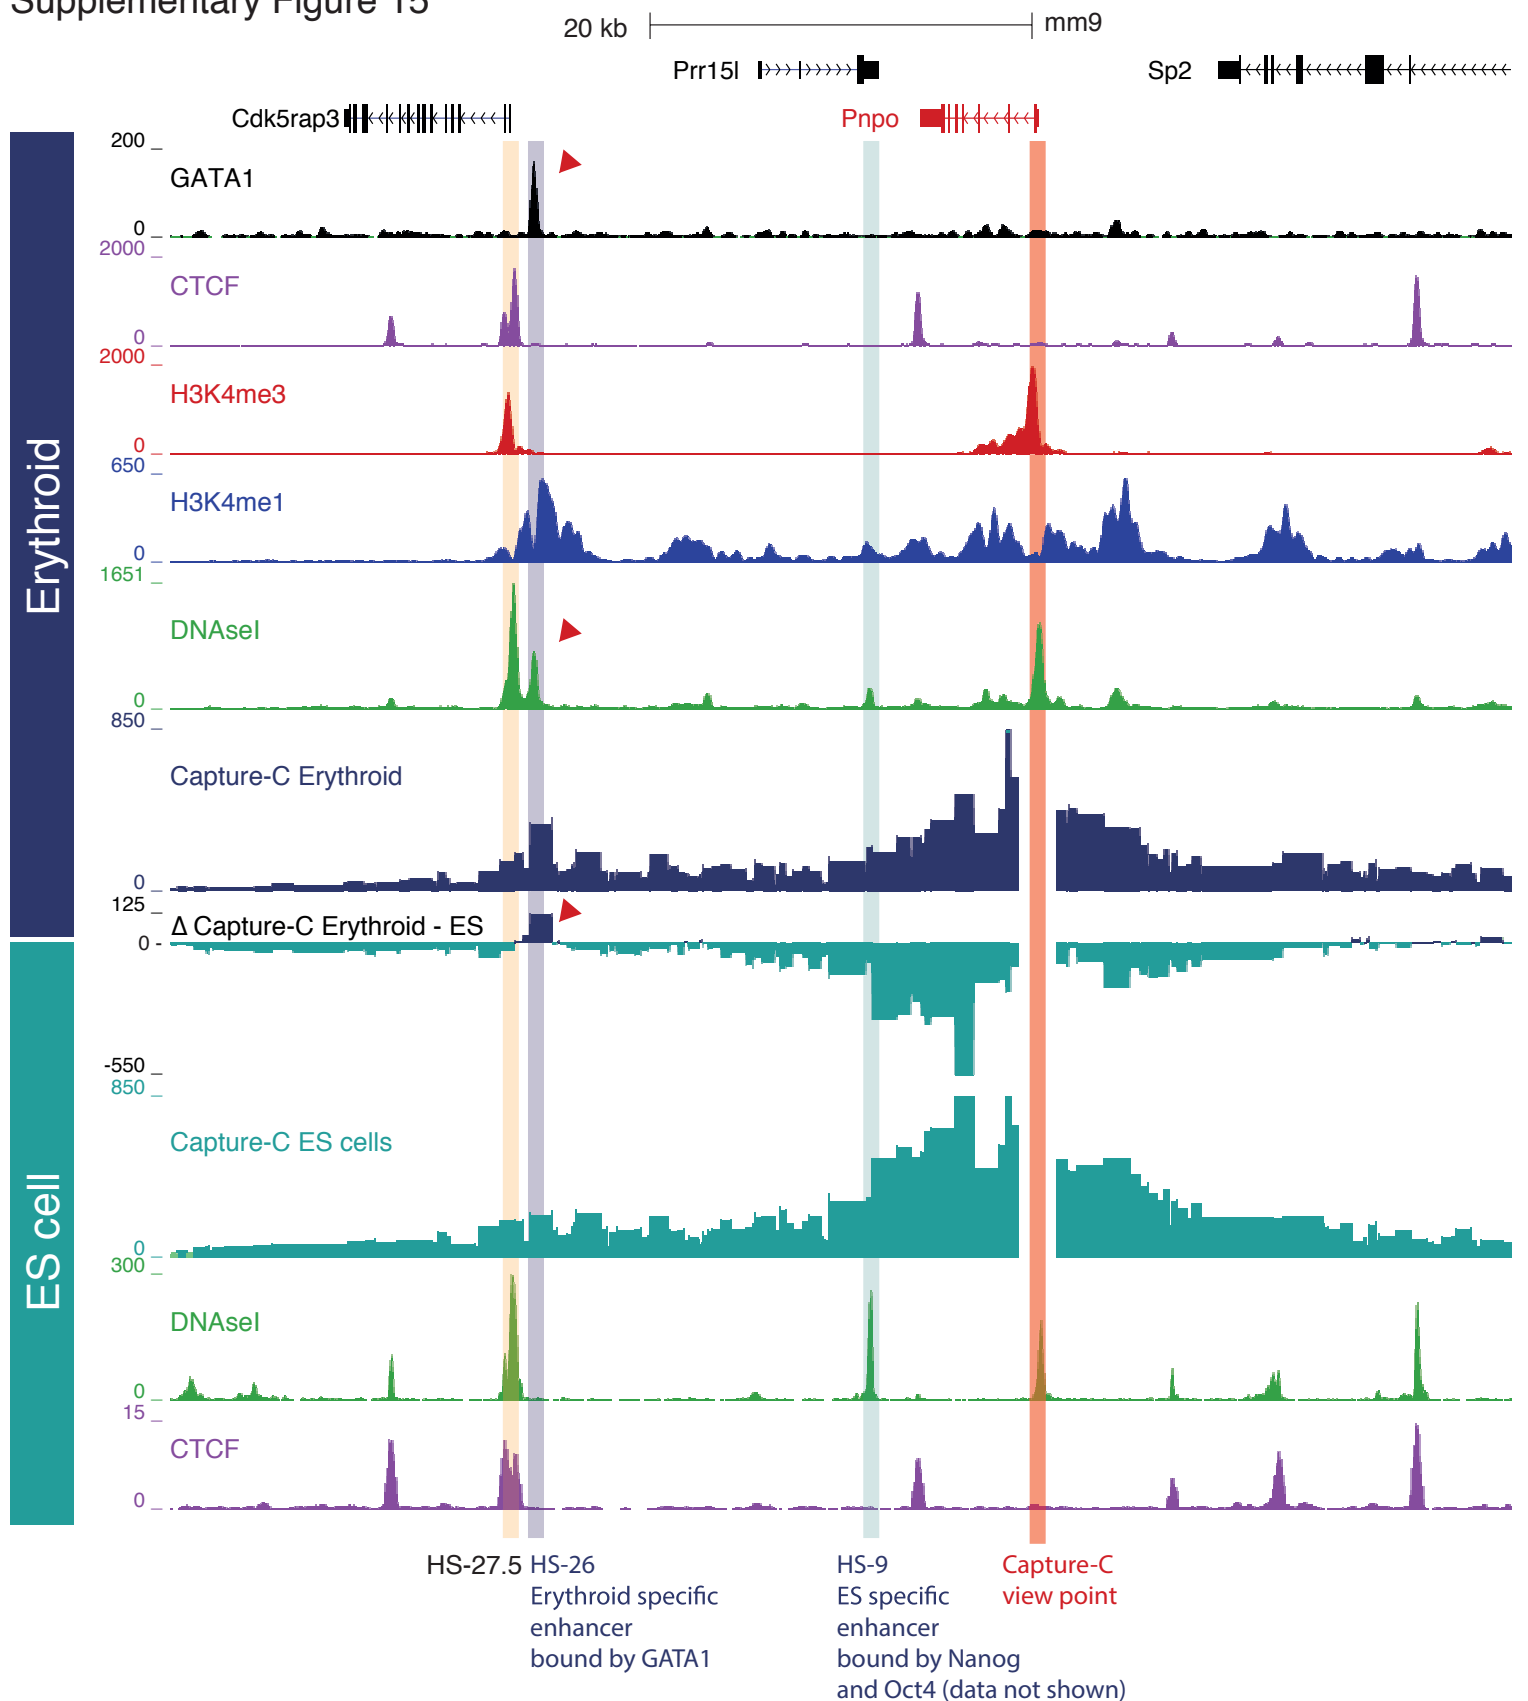 Supplementary Figure 15
20 kb
mm9
Prr15l
Sp2
Cdk5rap3
Pnpo
Erythroid
200
GATA1
0
2000
CTCF
0
2000
H3K4me3
0
650
H3K4me1
0
1651
DNAseI
0
850
Capture-C Erythroid
0
125
Δ Capture-C Erythroid - ES
0 -
-550
ES cell
850
Capture-C ES cells
0
300
DNAseI
0
15
CTCF
0
HS-27.5
HS-26
Erythroid specific
enhancer
bound by GATA1
HS-9
ES specific
enhancer
bound by Nanog
and Oct4 (data not shown)
Capture-C
view point